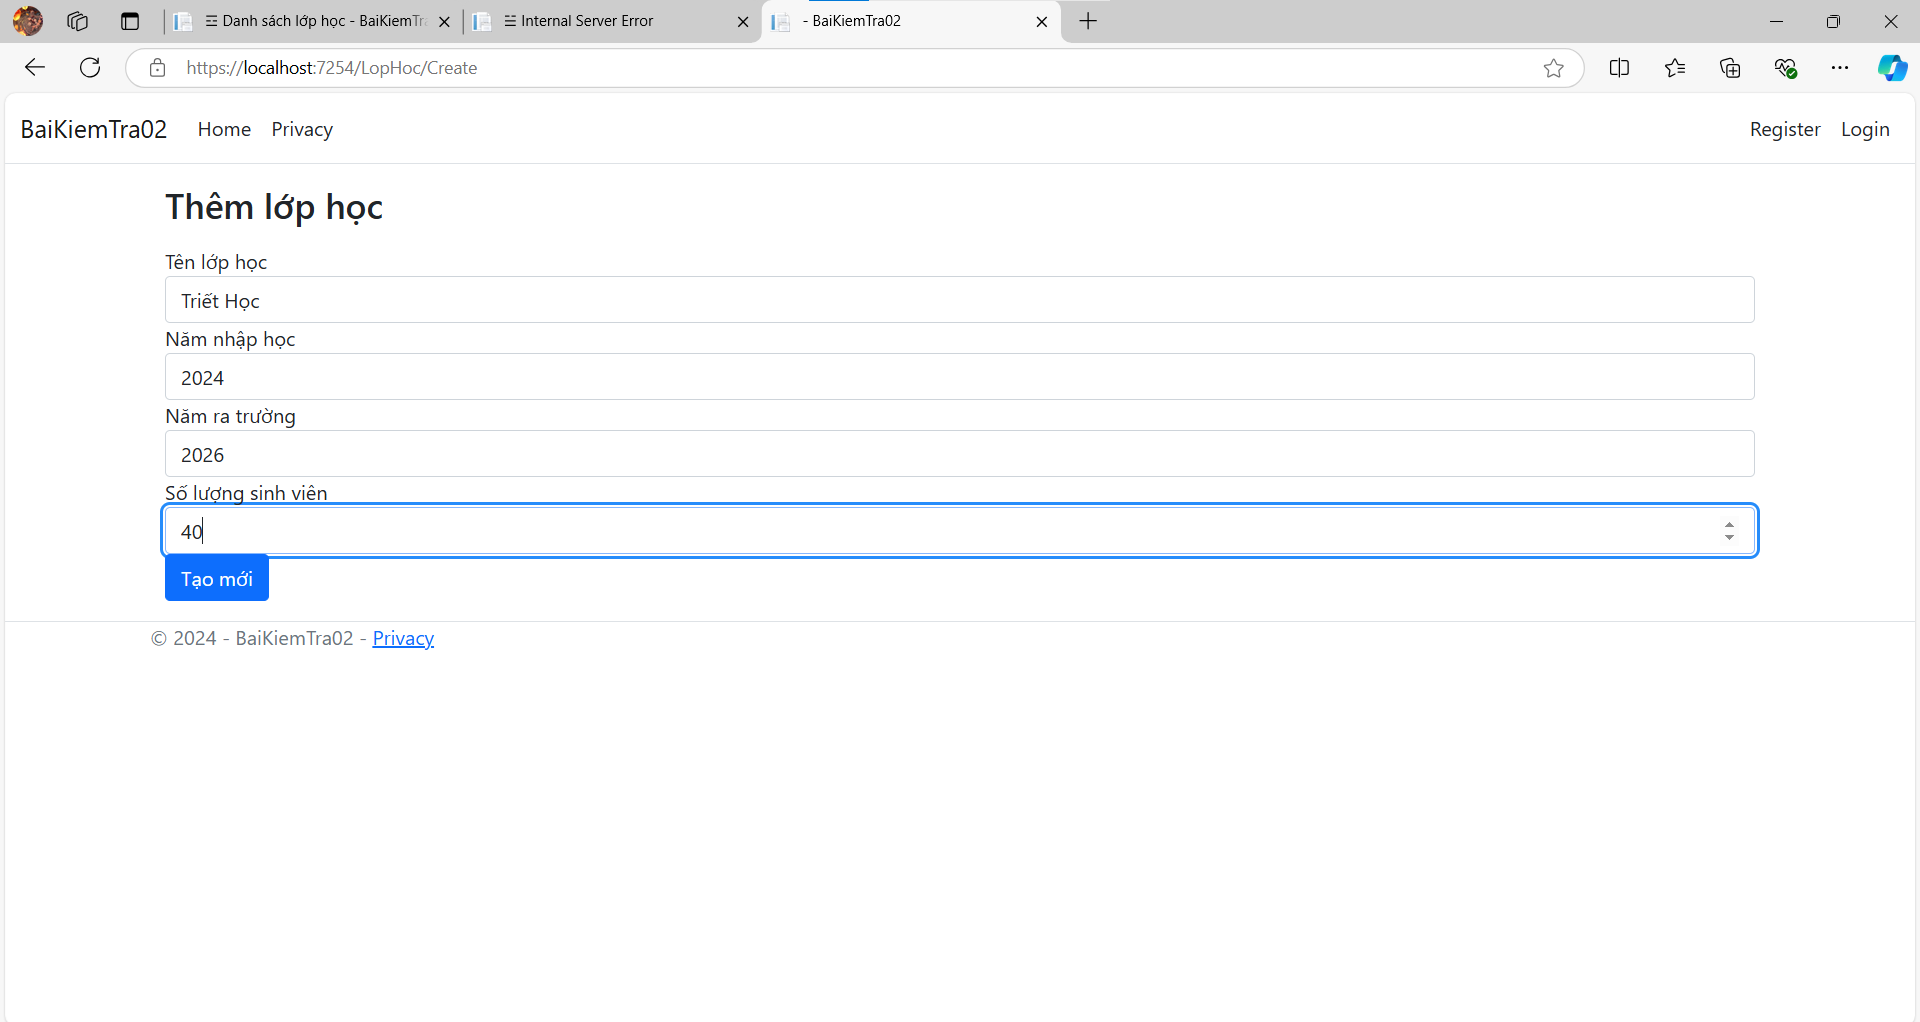 Danh sách lớp học - BaiKiemTra
Internal Server Error
- BaiKiemTra02
https://localhost:7254/LopHoc/Create
BaiKiemTra02 Home Privacy Register Login
Thêm lớp học
Tên lớp học
Triết Học
Năm nhập học
2024
Năm ra trường
2026
Số lượng sinh viên
40
Tạo mới
© 2024 - BaiKiemTra02 - Privacy